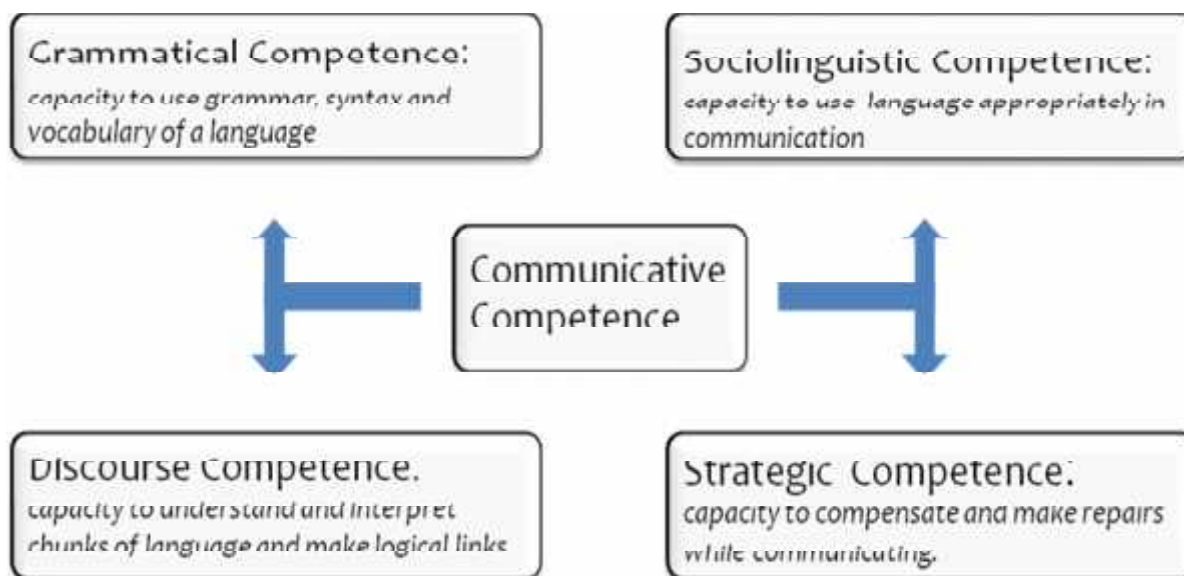 Grammatical Competence:
capacity to use grammar, syntax and
vocabulary of a language
Sociolinguistic Competence:
capacity to use language appropriately in
communication
Communicative
Competence
Discourse Competence:
capacity to understand and interpret
chunks of language and make logical links
Strategic Competence:
capacity to compensate and make repairs
while communicating.